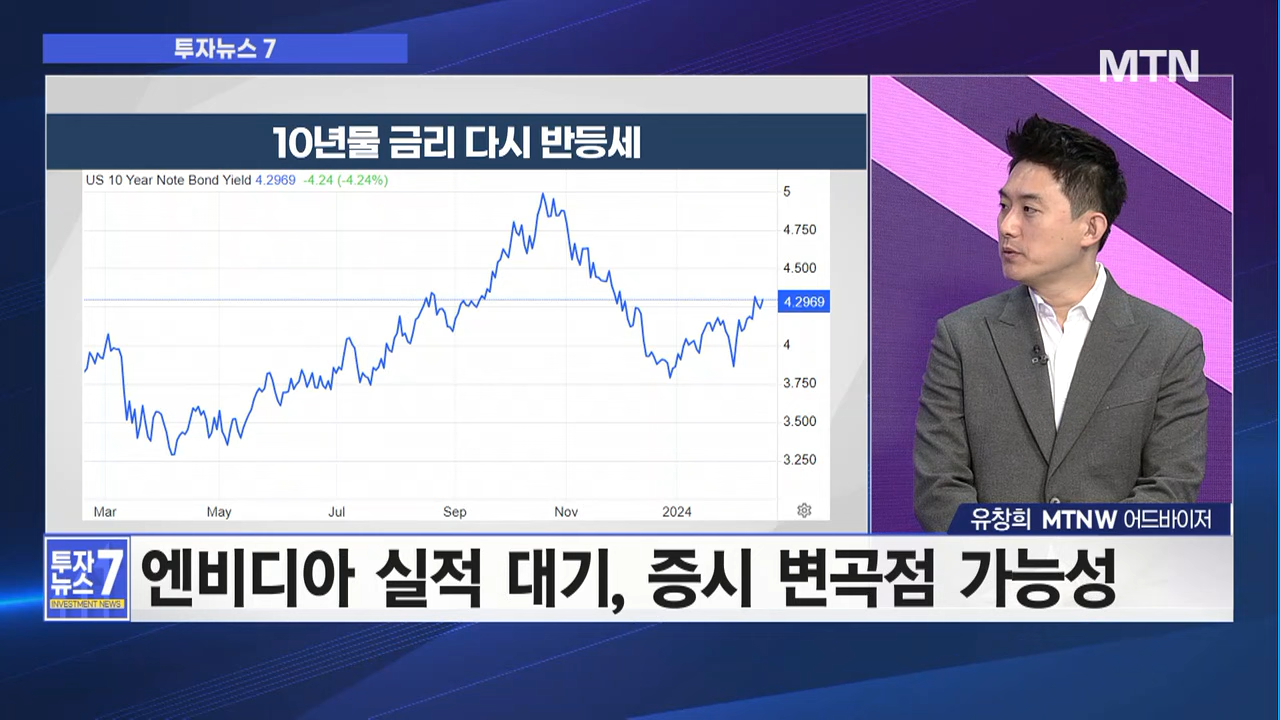 투자뉴스 7
MTN
10년물 금리 다시 반등세
US 10 Year Note Bond Yield 4.2969 -4.24 (-4.24%)
5
4.750
4.500
4.2969
4
3.750
3.500
3.250
Mar May Jul Sep Nov 2024
유창희 MTNW 어드바이저
투자
뉴스 7
INVESTMENT NEWS
엔비디아 실적 대기, 증시 변곡점 가능성